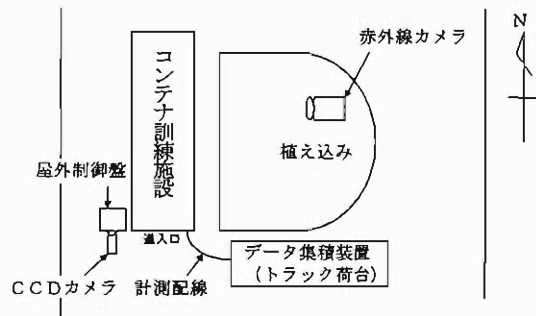 赤外線カメラ
N
コンテナ訓練施設
植え込み
屋外制御盤
進入口
データ集積装置
(トラック荷台)
CCDカメラ
計測配線